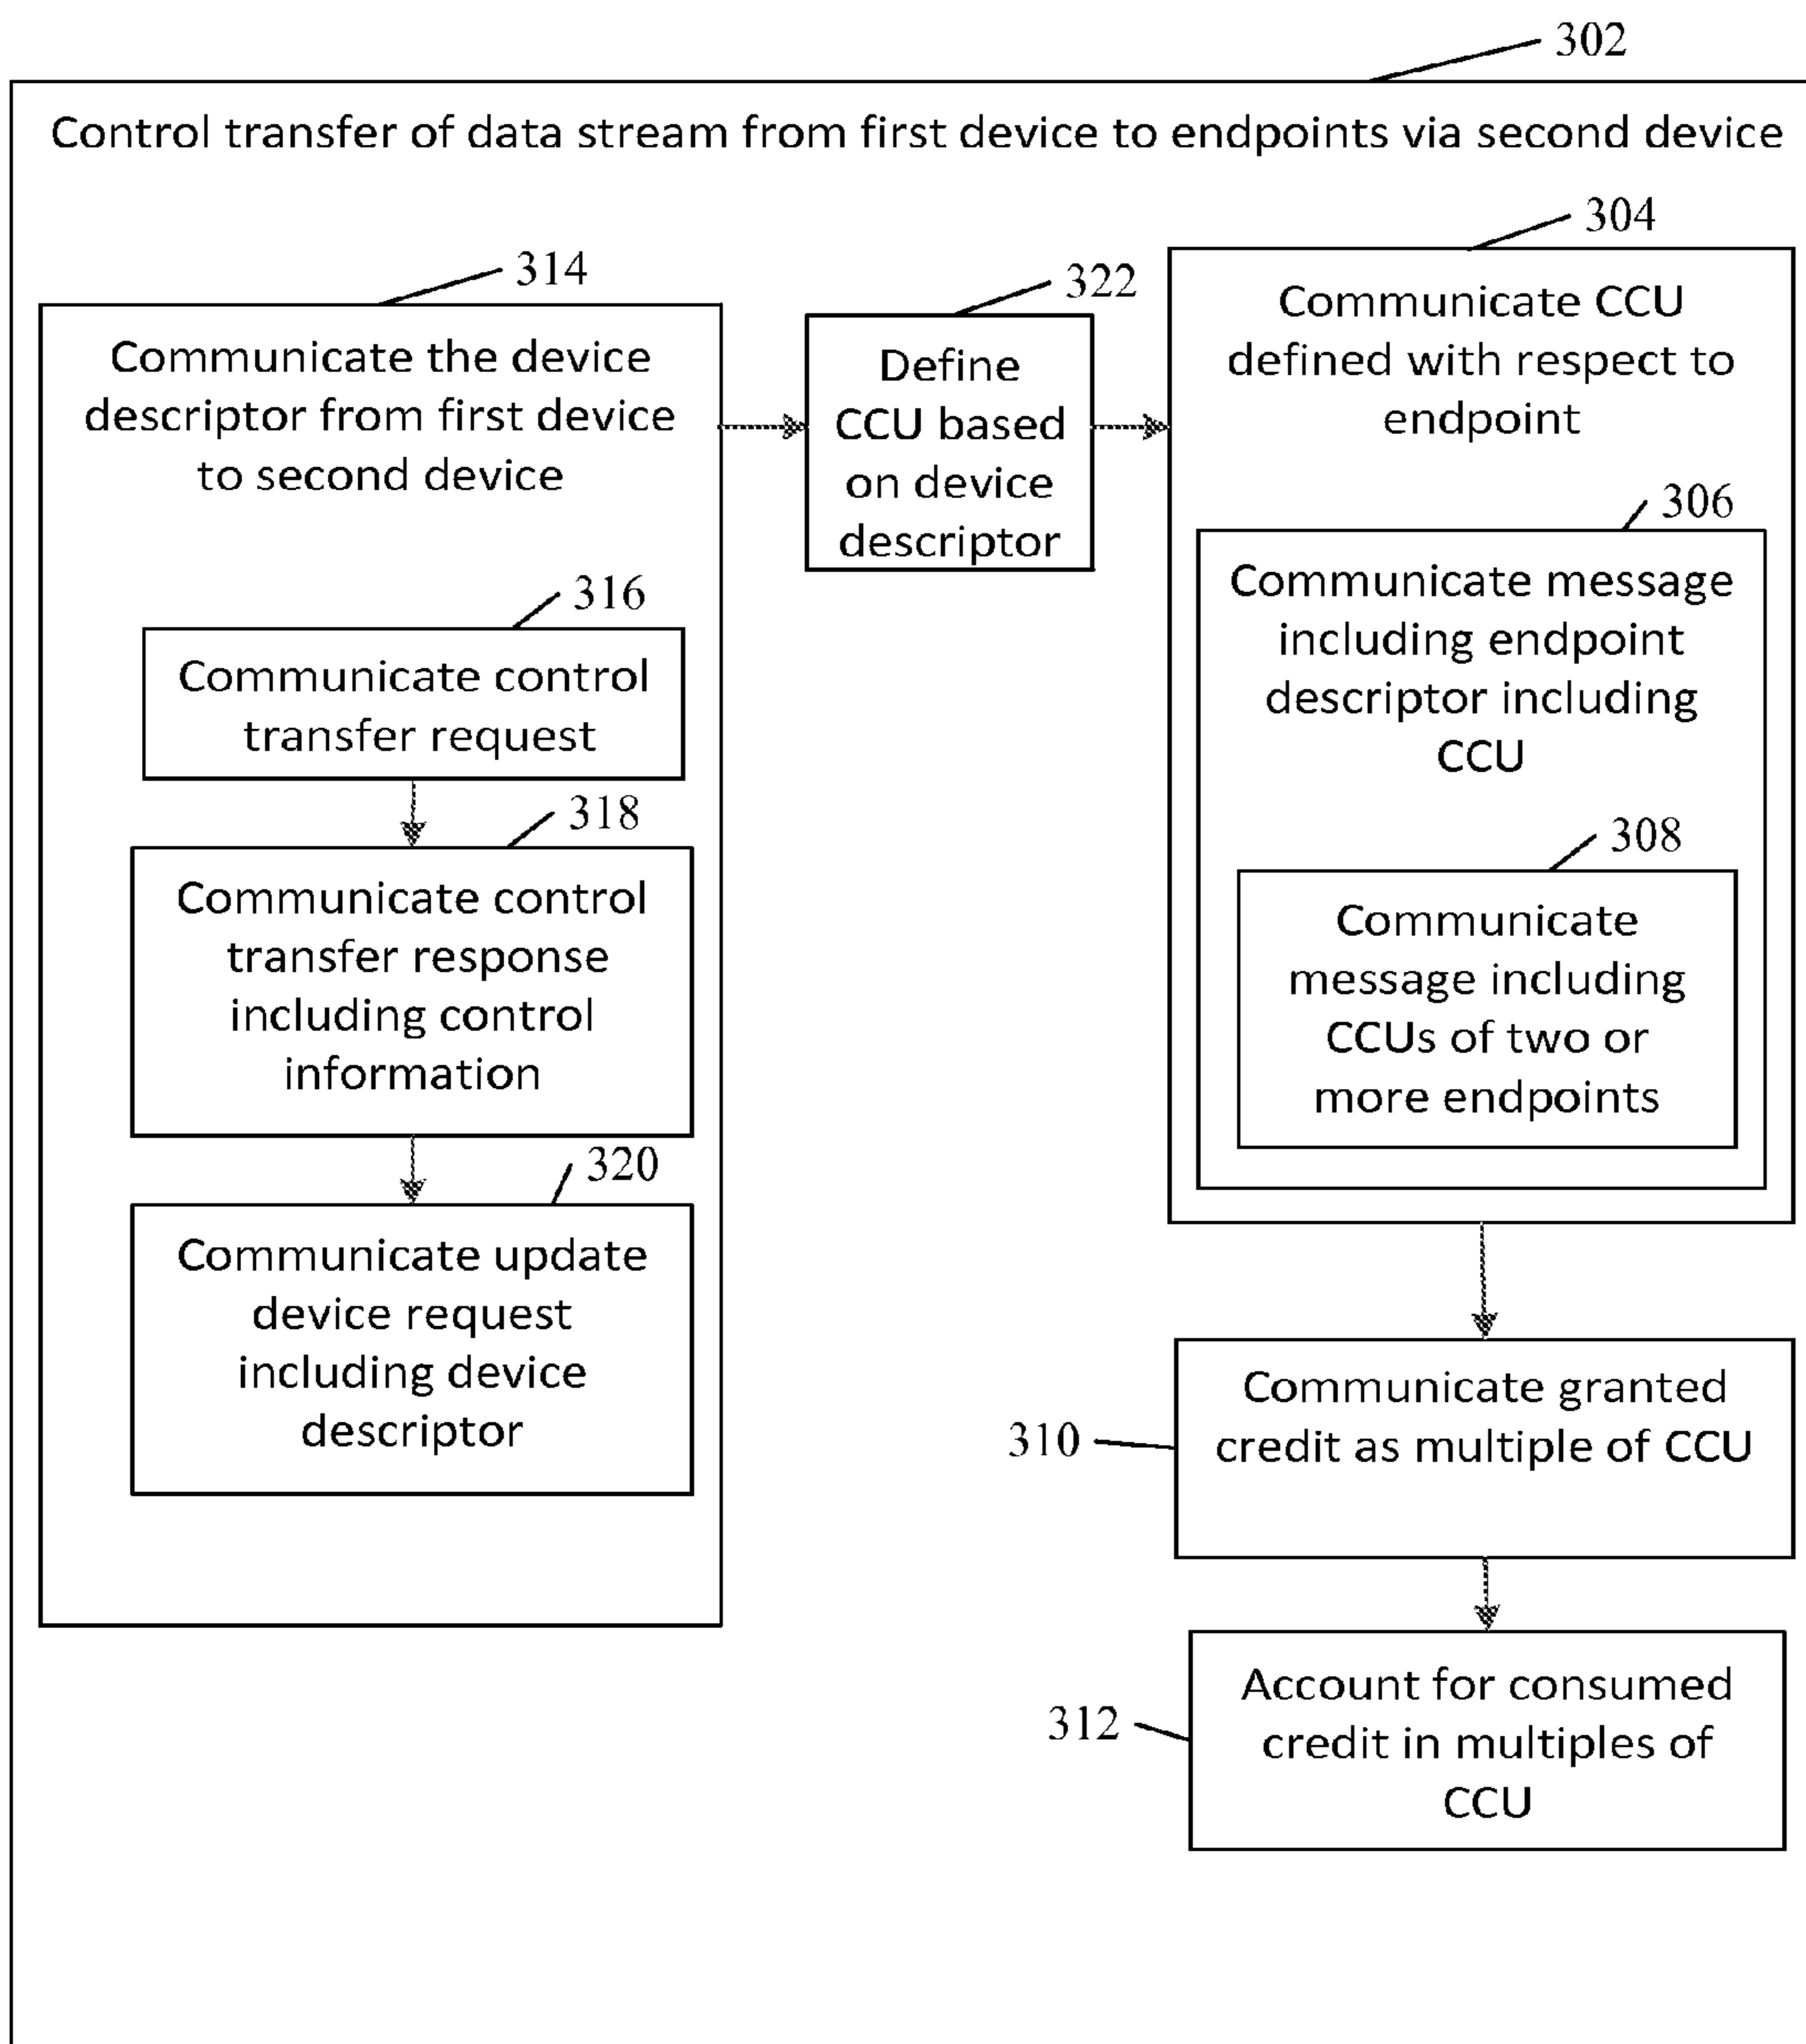 302
Control transfer of data stream from first device to endpoints via second device
314
Communicate the device
descriptor from first device
to second device
316
Communicate control
transfer request
318
Communicate control
transfer response
including control
information
320
Communicate update
device request
including device
descriptor
322
Define
CCU based
on device
descriptor
304
Communicate CCU
defined with respect to
endpoint
306
Communicate message
including endpoint
descriptor including
CCU
308
Communicate
message including
CCUs of two or
more endpoints
310
Communicate granted
credit as multiple of CCU
312
Account for consumed
credit in multiples of
CCU